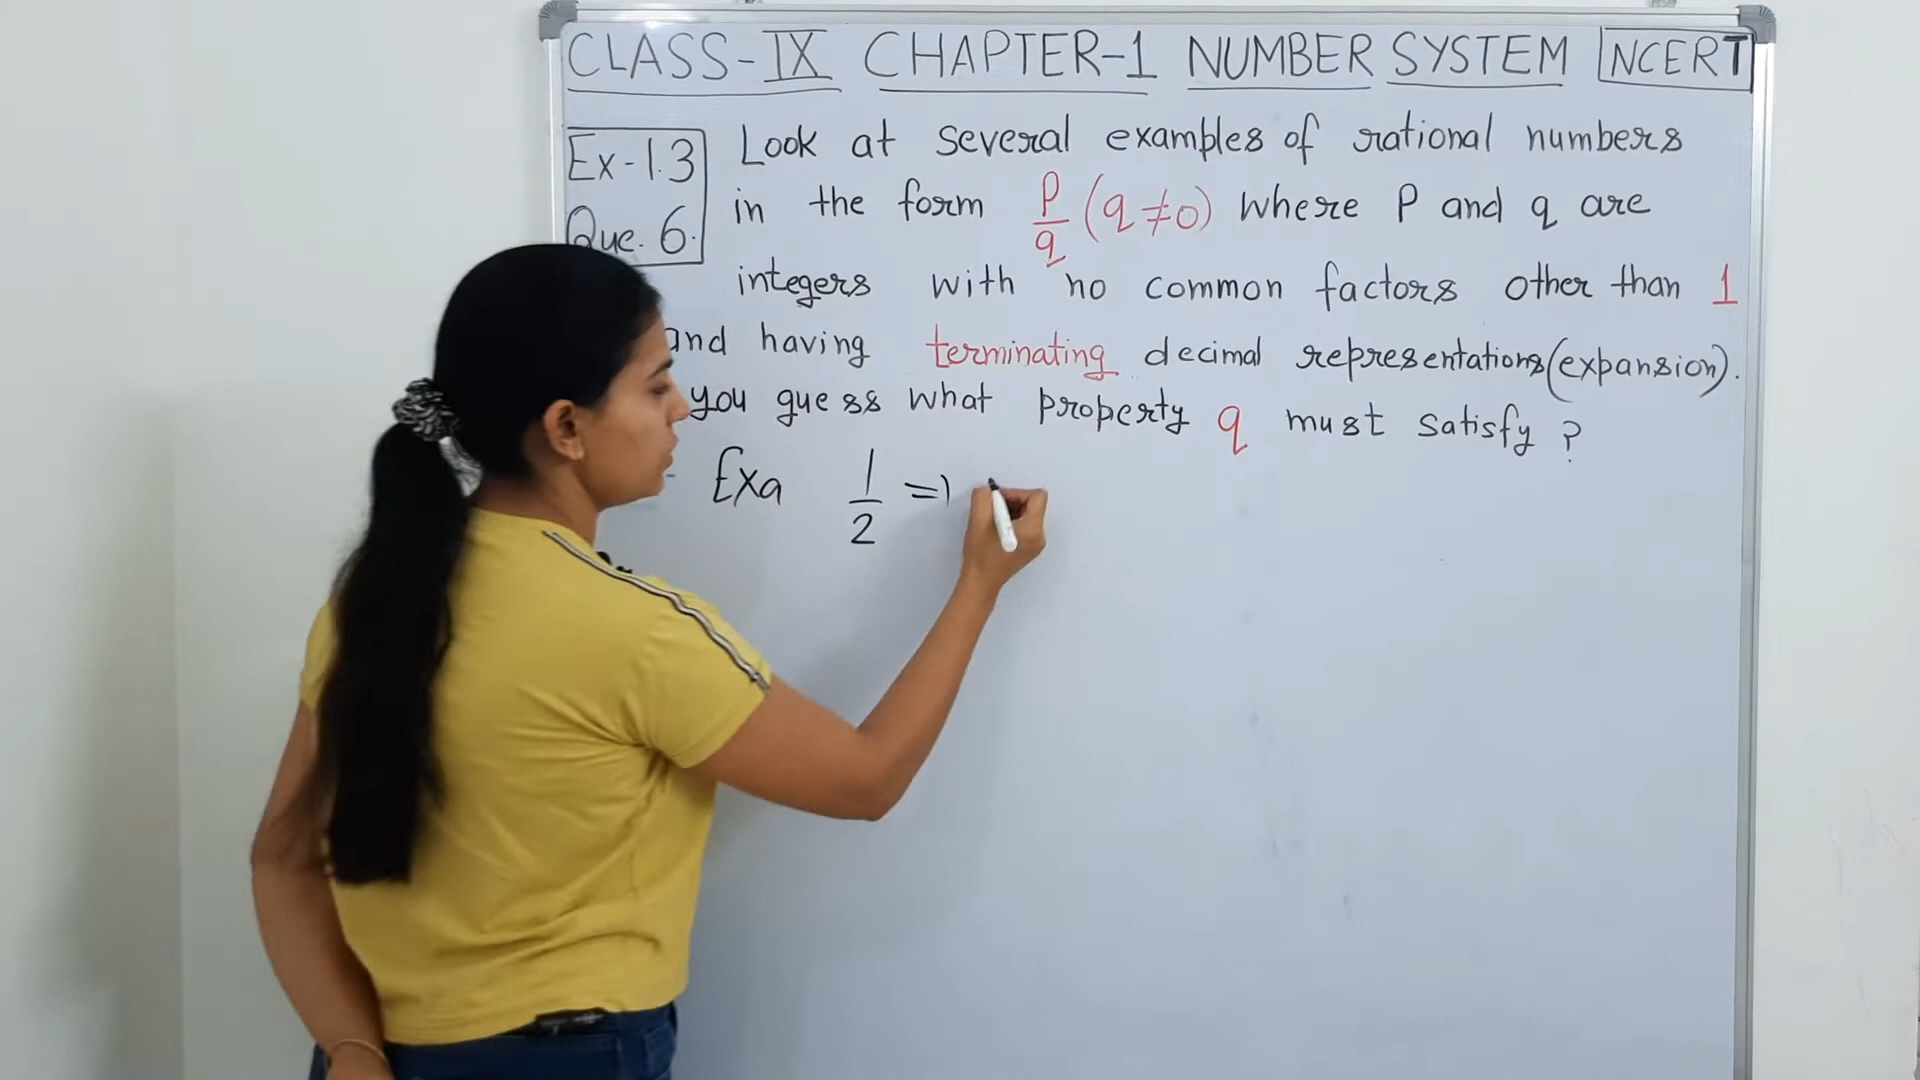 CLASS-IX CHAPTER-1 NUMBER SYSTEM NCERT
Ex-1.3
Que. 6.
Look at several examples of rational numbers
in the form p/q (q≠0) where P and q are
integers with no common factors other than 1
and having terminating decimal representations (expansion).
you guess what property q must satisfy ?
Exa 1/2 =1